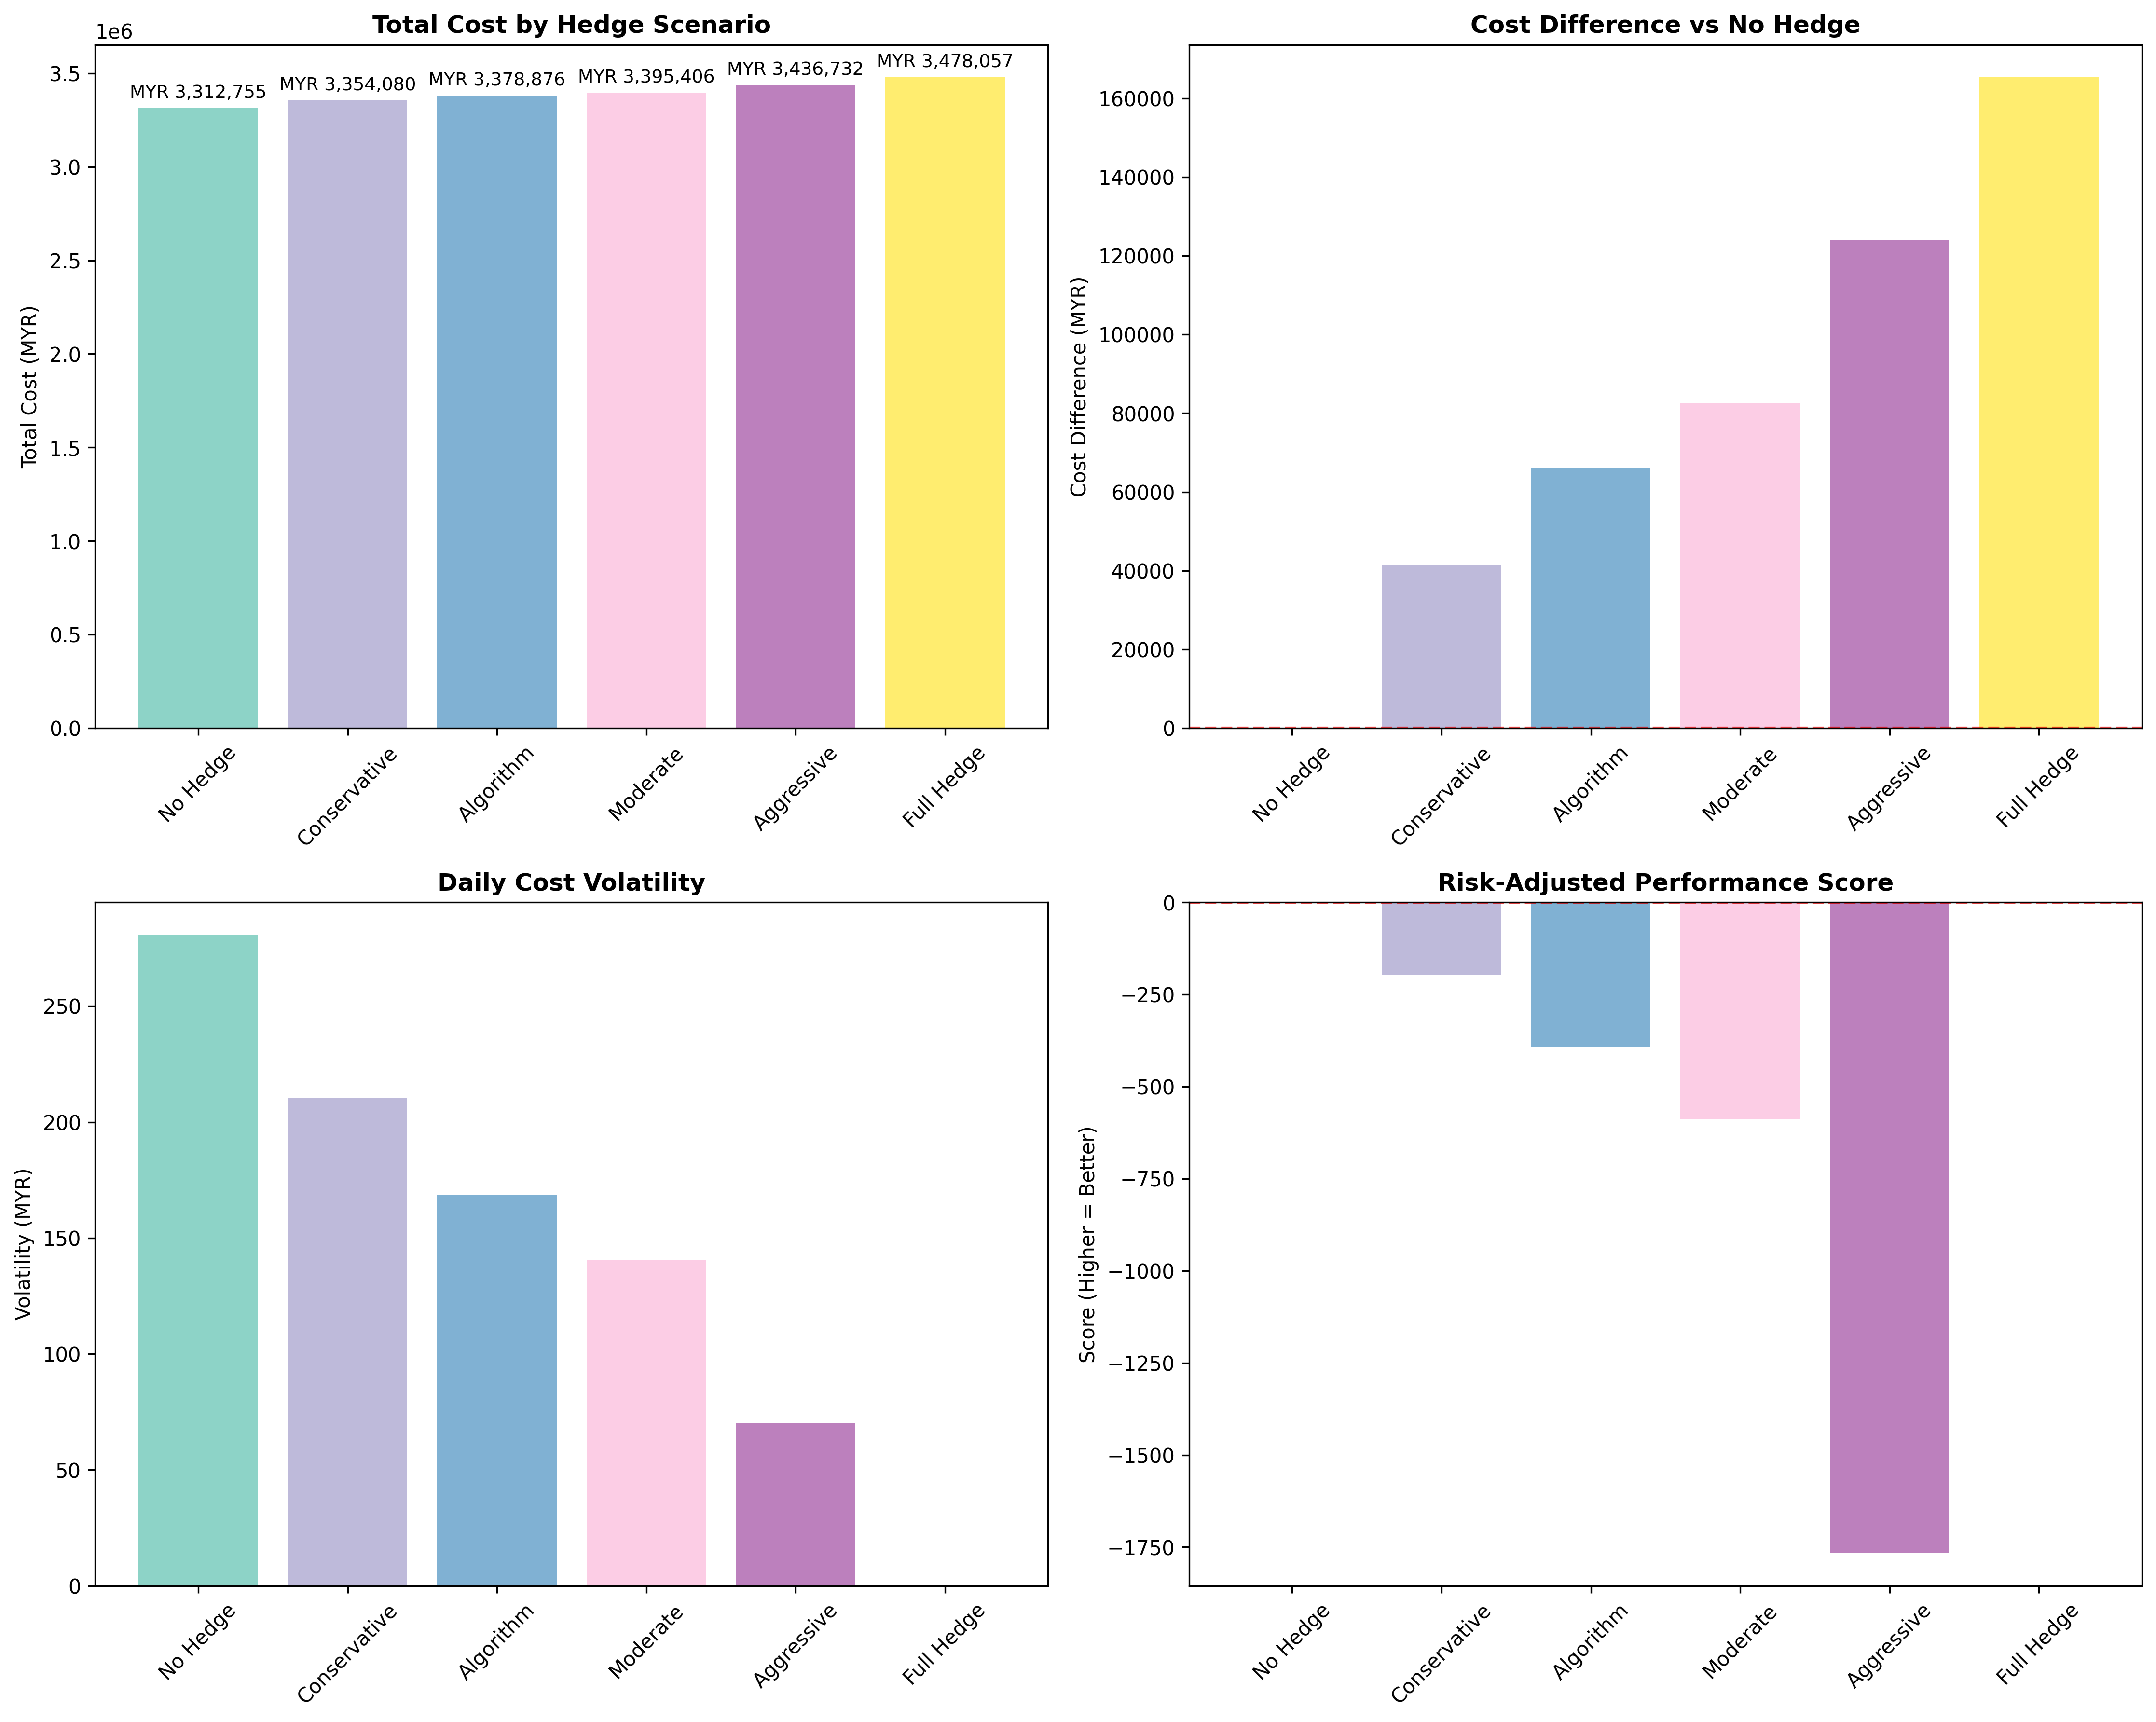 Total Cost by Hedge Scenario
1e6
Total Cost (MYR)
3.5
3.0
2.5
2.0
1.5
1.0
0.5
0.0
MYR 3,312,755
MYR 3,354,080
MYR 3,378,876
MYR 3,395,406
MYR 3,436,732
MYR 3,478,057
No Hedge
Conservative
Algorithm
Moderate
Aggressive
Full Hedge
Cost Difference vs No Hedge
Cost Difference (MYR)
160000
140000
120000
100000
80000
60000
40000
20000
0
No Hedge
Conservative
Algorithm
Moderate
Aggressive
Full Hedge
Daily Cost Volatility
Volatility (MYR)
250
200
150
100
50
0
No Hedge
Conservative
Algorithm
Moderate
Aggressive
Full Hedge
Risk-Adjusted Performance Score
Score (Higher = Better)
0
−250
−500
−750
−1000
−1250
−1500
−1750
No Hedge
Conservative
Algorithm
Moderate
Aggressive
Full Hedge